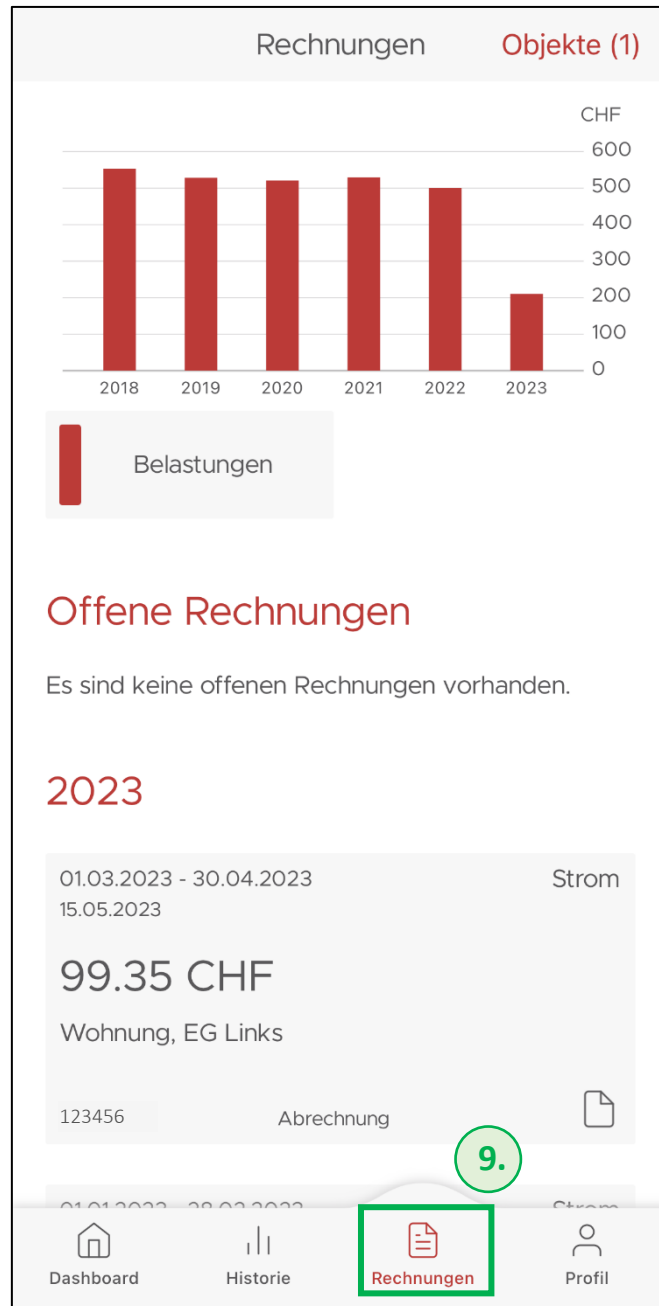 Rechnungen Objekte (1)
CHF
600
500
400
300
200
100
0
2018 2019 2020 2021 2022 2023
Belastungen
Offene Rechnungen
Es sind keine offenen Rechnungen vorhanden.
2023
01.03.2023 - 30.04.2023 Strom
15.05.2023
99.35 CHF
Wohnung, EG Links
123456 Abrechnung
9.
Strom
Dashboard Historie Rechnungen Profil